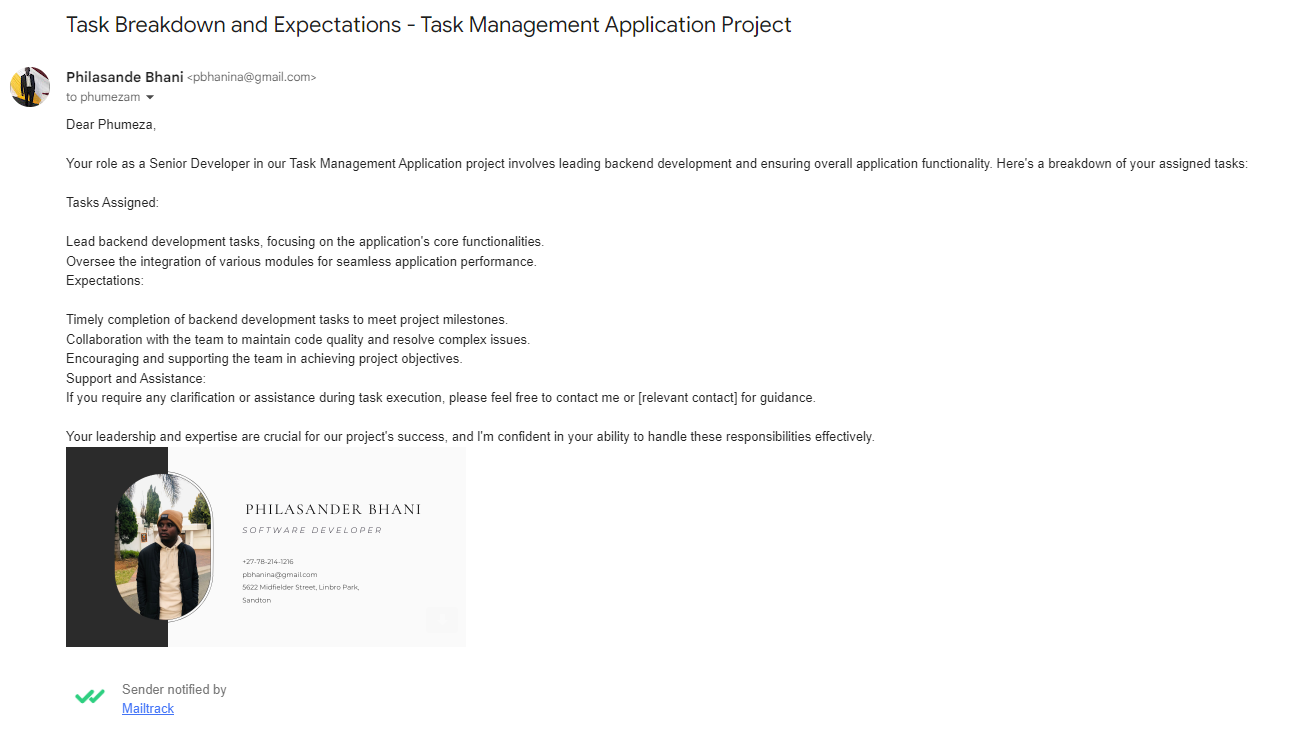 Task Breakdown and Expectations - Task Management Application Project
Philasande Bhani <pbhanina@gmail.com>
to phumezam
Dear Phumeza,
Your role as a Senior Developer in our Task Management Application project involves leading backend development and ensuring overall application functionality. Here's a breakdown of your assigned tasks:
Tasks Assigned:
Lead backend development tasks, focusing on the application's core functionalities.
Oversee the integration of various modules for seamless application performance.
Expectations:
Timely completion of backend development tasks to meet project milestones.
Collaboration with the team to maintain code quality and resolve complex issues.
Encouraging and supporting the team in achieving project objectives.
Support and Assistance:
If you require any clarification or assistance during task execution, please feel free to contact me or [relevant contact] for guidance.
Your leadership and expertise are crucial for our project's success, and I'm confident in your ability to handle these responsibilities effectively.
PHILASANDER BHANI
SOFTWARE DEVELOPER
+27-78-214-1216
pbhanina@gmail.com
5622 Midfielder Street, Linbro Park,
Sandton
Sender notified by
Mailtrack